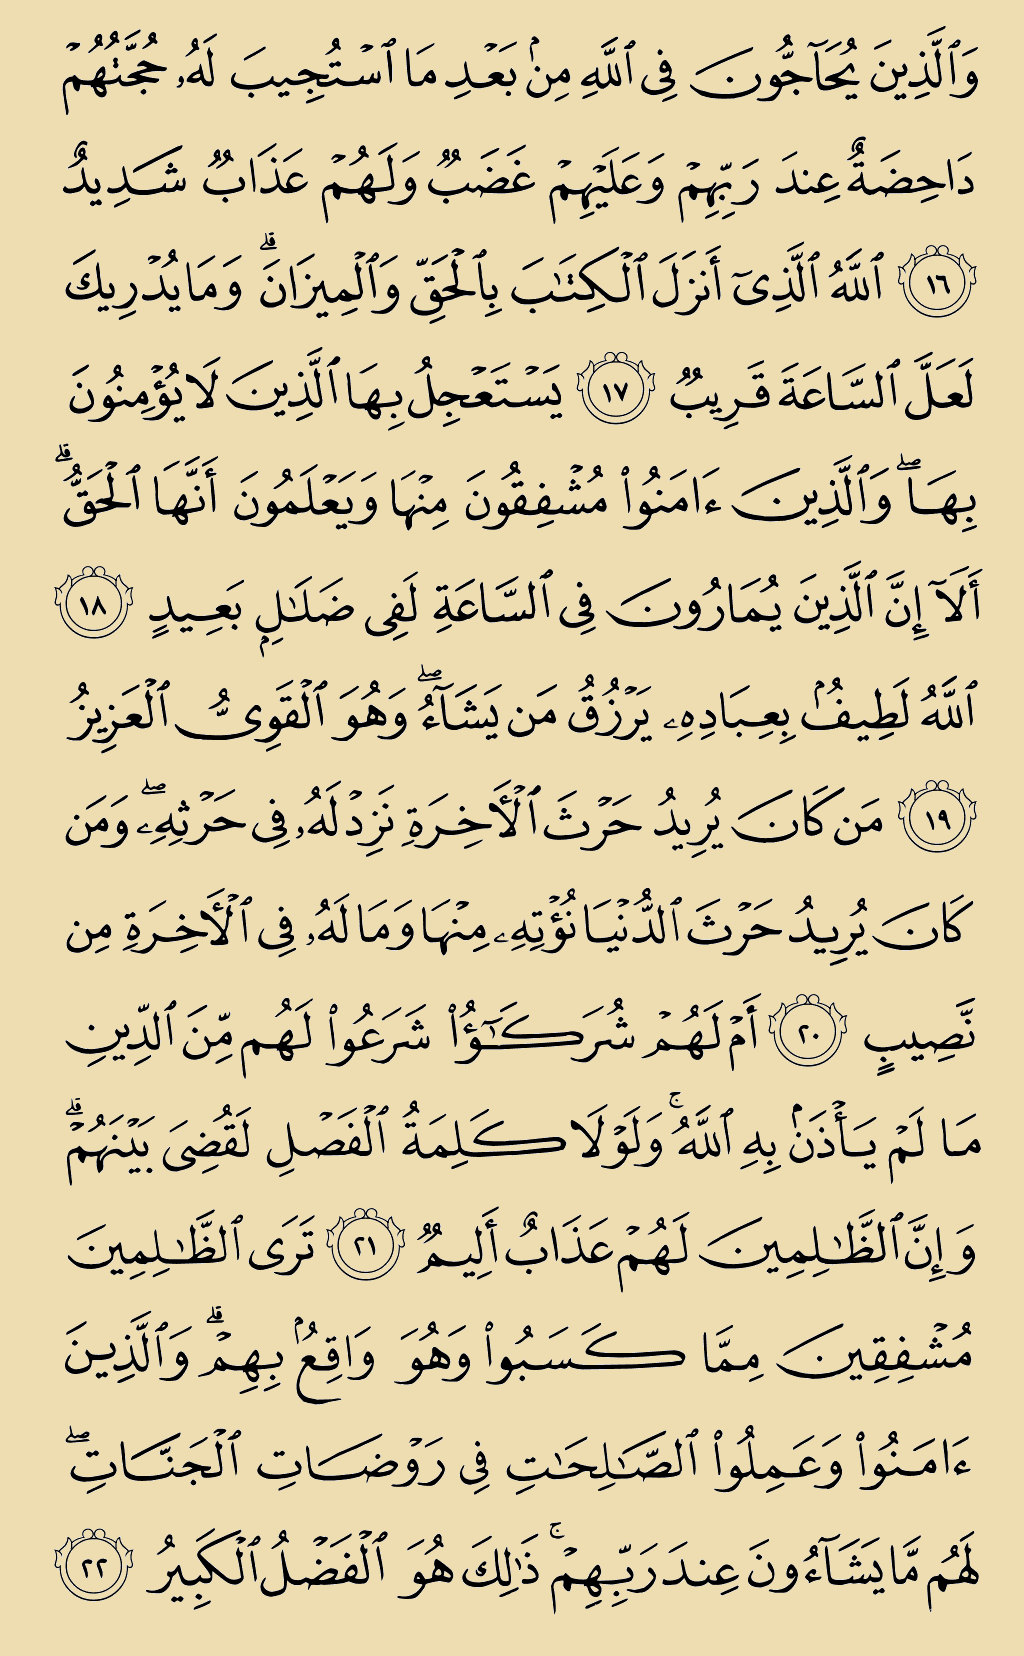 وَٱلَّذِينَ يُحَآجُّونَ فِى ٱللَّهِ مِنۢ بَعۡدِ مَا ٱسۡتُجِيبَ لَهُۥ حُجَّتُهُمۡ
دَاحِضَةٌ عِندَ رَبِّهِمۡ وَعَلَيۡهِمۡ غَضَبٌ وَلَهُمۡ عَذَابٌ شَدِيدٌ
١٦ ٱللَّهُ ٱلَّذِىٓ أَنزَلَ ٱلۡكِتَٰبَ بِٱلۡحَقِّ وَٱلۡمِيزَانَۗ وَمَا يُدۡرِيكَ
لَعَلَّ ٱلسَّاعَةَ قَرِيبٌ ١٧ يَسۡتَعۡجِلُ بِهَا ٱلَّذِينَ لَا يُؤۡمِنُونَ
بِهَاۖ وَٱلَّذِينَ ءَامَنُوا۟ مُشۡفِقُونَ مِنۡهَا وَيَعۡلَمُونَ أَنَّهَا ٱلۡحَقُّۗ
أَلَآ إِنَّ ٱلَّذِينَ يُمَارُونَ فِى ٱلسَّاعَةِ لَفِى ضَلَٰلِۭ بَعِيدٍ ١٨
ٱللَّهُ لَطِيفُۢ بِعِبَادِهِۦ يَرۡزُقُ مَن يَشَآءُۖ وَهُوَ ٱلۡقَوِىُّ ٱلۡعَزِيزُ
١٩ مَن كَانَ يُرِيدُ حَرۡثَ ٱلۡأَخِرَةِ نَزِدۡ لَهُۥ فِى حَرۡثِهِۦۖ وَمَن
كَانَ يُرِيدُ حَرۡثَ ٱلدُّنۡيَا نُؤۡتِهِۦ مِنۡهَا وَمَا لَهُۥ فِى ٱلۡأَخِرَةِ مِن
نَّصِيبٍ ٢٠ أَمۡ لَهُمۡ شُرَكَٰٓؤُا۟ شَرَعُوا۟ لَهُم مِّنَ ٱلدِّينِ
مَا لَمۡ يَأۡذَنۢ بِهِ ٱللَّهُۚ وَلَوۡلَا كَلِمَةُ ٱلۡفَصۡلِ لَقُضِىَ بَيۡنَهُمۡۗ
وَإِنَّ ٱلظَّٰلِمِينَ لَهُمۡ عَذَابٌ أَلِيمٌ ٢١ تَرَى ٱلظَّٰلِمِينَ
مُشۡفِقِينَ مِمَّا كَسَبُوا۟ وَهُوَ وَاقِعُۢ بِهِمۡۗ وَٱلَّذِينَ
ءَامَنُوا۟ وَعَمِلُوا۟ ٱلصَّٰلِحَٰتِ فِى رَوۡضَاتِ ٱلۡجَنَّاتِۖ
لَهُم مَّا يَشَآءُونَ عِندَ رَبِّهِمۡۚ ذَٰلِكَ هُوَ ٱلۡفَضۡلُ ٱلۡكَبِيرُ ٢٢